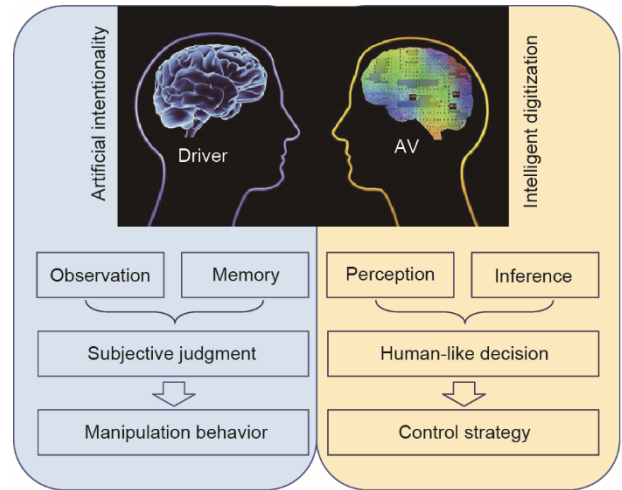 Artificial intentionality
Driver
AV
Intelligent digitization
Observation
Memory
Perception
Inference
Subjective judgment
Human-like decision
Manipulation behavior
Control strategy